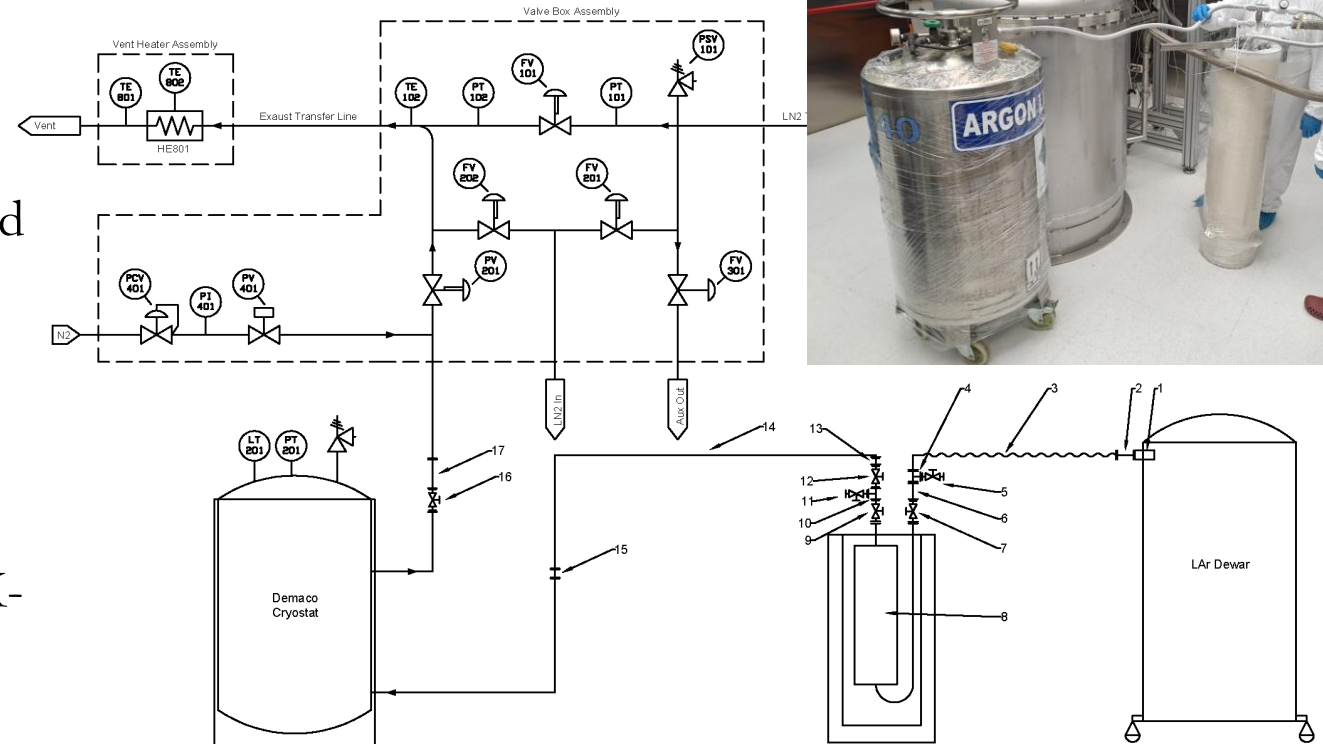 Valve Box Assembly
Vent Heater Assembly
PSV
101
FV
101
TE
802
TE
801
TE
102
PT
102
PT
101
Vent
Exaust Transfer Line
LN2
HE801
ARGON
40
FV
202
FV
201
d
PV
201
FV
301
PCV
401
PI
401
PV
401
N2
LN2 In
Aux Out
4
3
2
1
14
13
LT
201
PT
201
17
12
16
11
5
10
6
9
7
15
LAr Dewar
Demaco
Cryostat
8